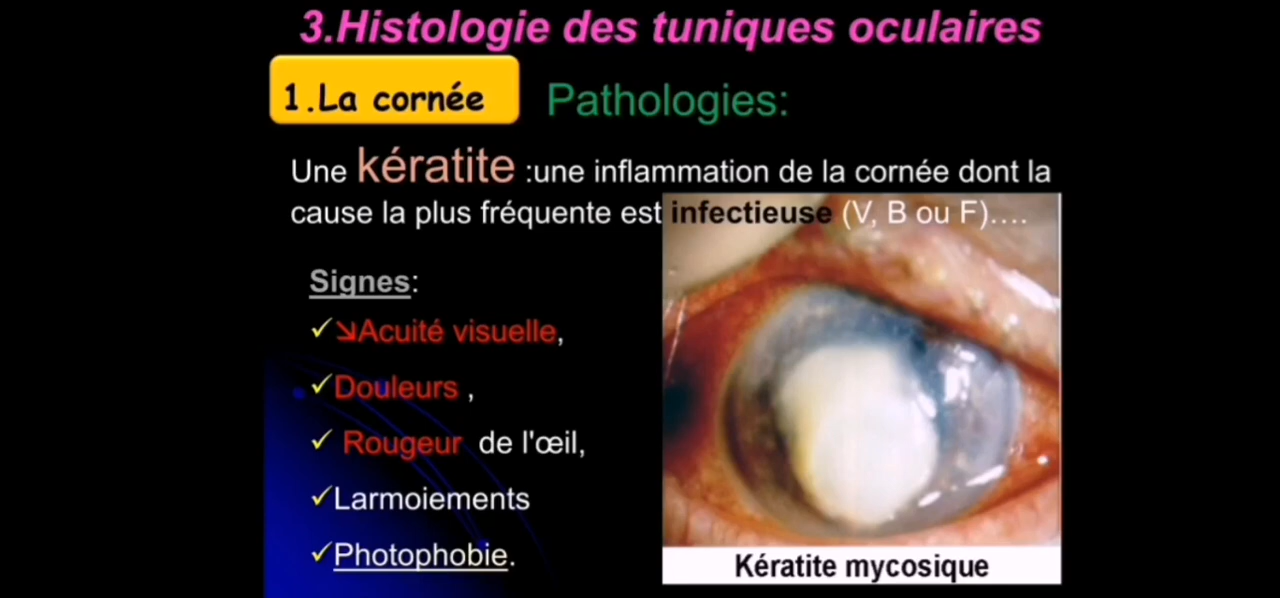 3.Histologie des tuniques oculaires
1.La cornée
Pathologies:
Une kératite :une inflammation de la cornée dont la
cause la plus fréquente est infectieuse (V, B ou F)....
Signes:
✓↘Acuité visuelle,
✓Douleurs ,
✓ Rougeur de l'œil,
✓Larmoiements
✓Photophobie.
Kératite mycosique